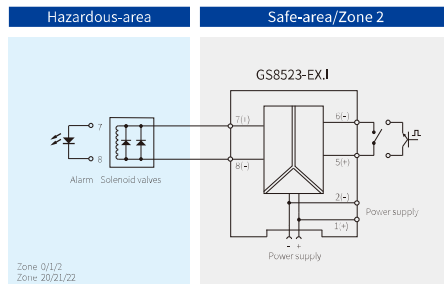 Hazardous-area
Safe-area/Zone 2
GS8523-EX.I
7
7(+)
6(-)
8
8(-)
5(+)
Alarm
Solenoid valves
2(-)
Power supply
1(+)
- +
Power supply
Zone 0/1/2
Zone 20/21/22